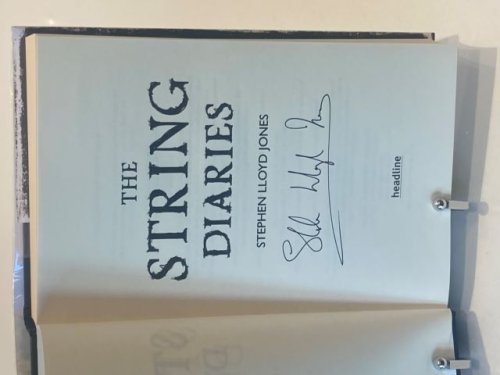 THE
STRING
DIARIES
STEPHEN LLOYD JONES
headline